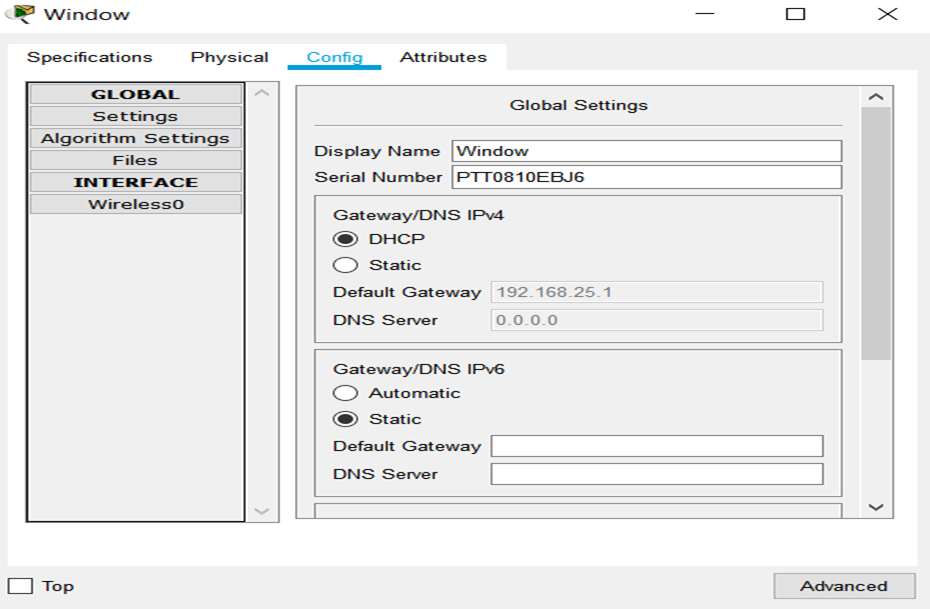 Window
Specifications Physical Config Attributes
GLOBAL
Settings
Algorithm Settings
Files
INTERFACE
Wireless0
Global Settings
Display Name Window
Serial Number PTT0810EBJ6
Gateway/DNS IPv4
DHCP
Static
Default Gateway 192.168.25.1
DNS Server 0.0.0.0
Gateway/DNS IPv6
Automatic
Static
Default Gateway
DNS Server
Top
Advanced